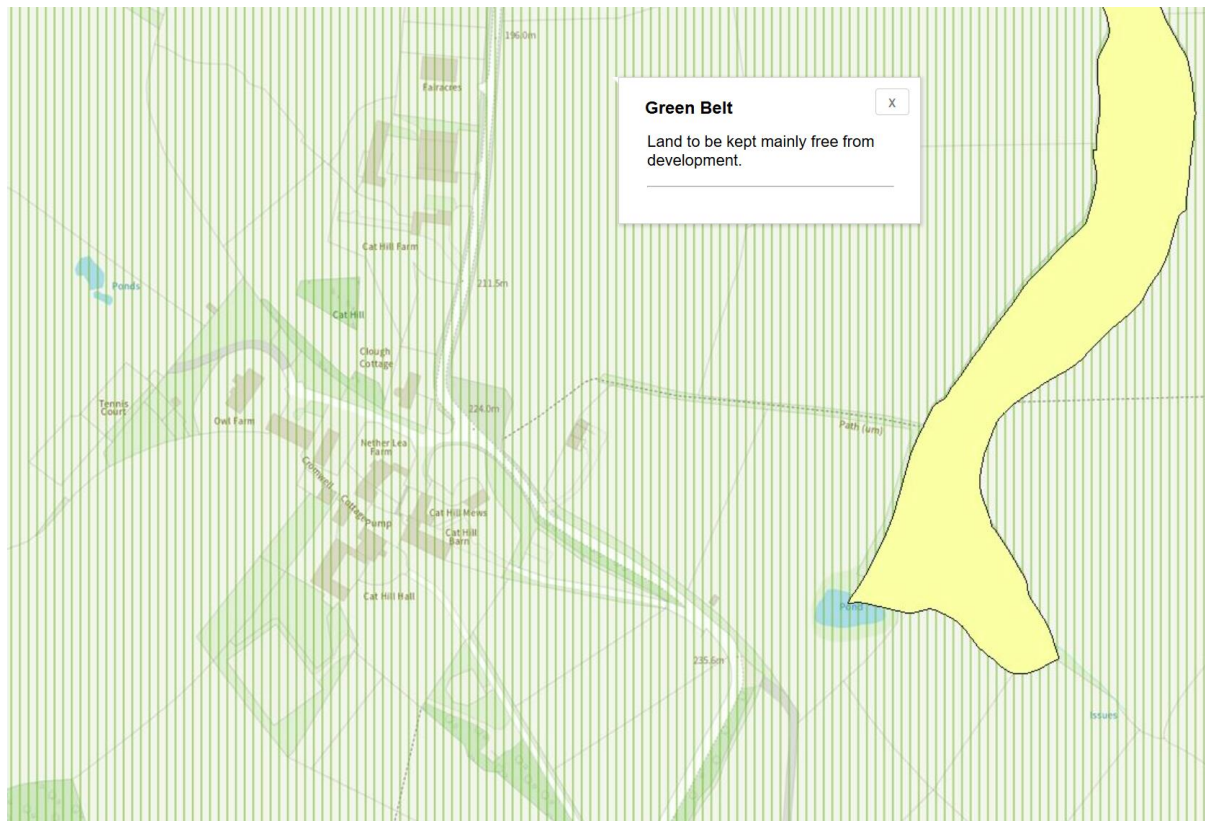 196.0m
Fairacres
Green Belt
X
Land to be kept mainly free from
development.
Cat Hill Farm
211.5m
Ponds
Cat Hill
Clough
Cottage
Tennis
Court
224.0m
Owl Farm
Path (um)
Nether Lea
Farm
Cromwell
Cottage
Pump
Cat Hill Mews
Cat Hill
Barn
Cat Hill Hall
Pond
235.6m
Issues